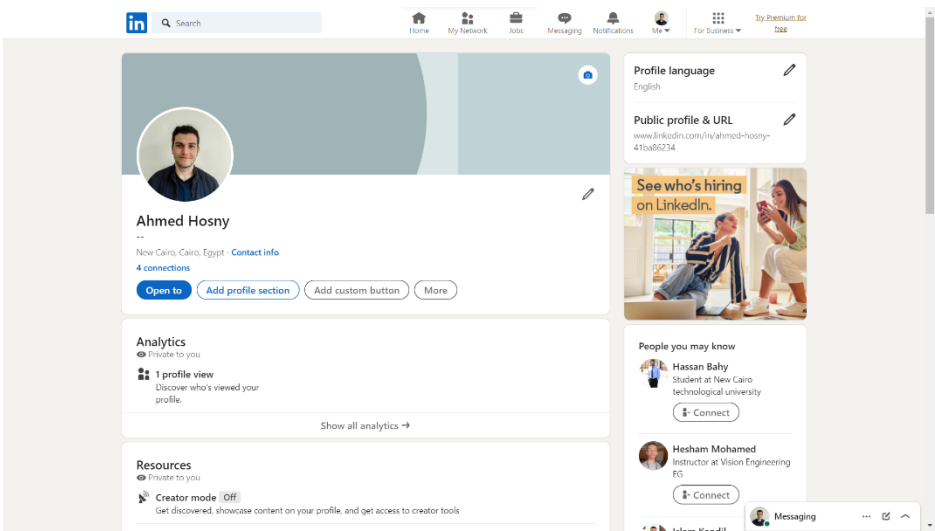 in
Search
Home
My Network
Jobs
Messaging
Notifications
Me
For Business
Try Premium for
free
Ahmed Hosny
--
New Cairo, Cairo, Egypt · Contact info
4 connections
Open to
Add profile section
Add custom button
More
Analytics
Private to you
1 profile view
Discover who's viewed your
profile.
Show all analytics →
Resources
Private to you
Creator mode Off
Get discovered, showcase content on your profile, and get access to creator tools
Profile language
English
Public profile & URL
www.linkedin.com/in/ahmed-hosny-
41ba86234
See who's hiring
on LinkedIn.
People you may know
Hassan Bahy
Student at New Cairo
technological university
Connect
Hesham Mohamed
Instructor at Vision Engineering
EG
Connect
Messaging